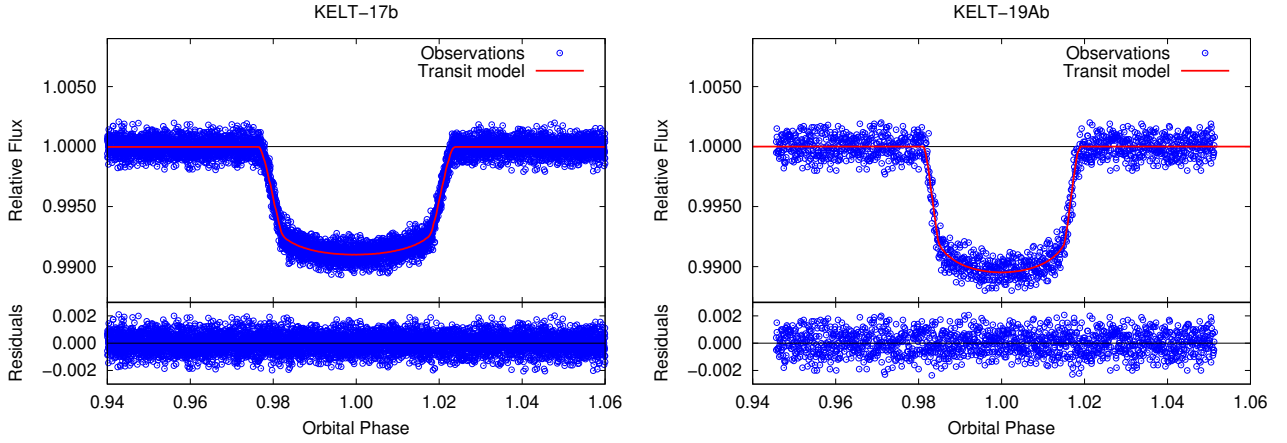 KELT−17b
Observations
Transit model
1.0050
1.0000
0.9950
0.9900
Relative Flux
0.002
0.000
−0.002
Residuals
0.94 0.96 0.98 1.00 1.02 1.04 1.06
Orbital Phase
KELT−19Ab
Observations
Transit model
1.0050
1.0000
0.9950
0.9900
Relative Flux
0.002
0.000
−0.002
Residuals
0.94 0.96 0.98 1.00 1.02 1.04 1.06
Orbital Phase